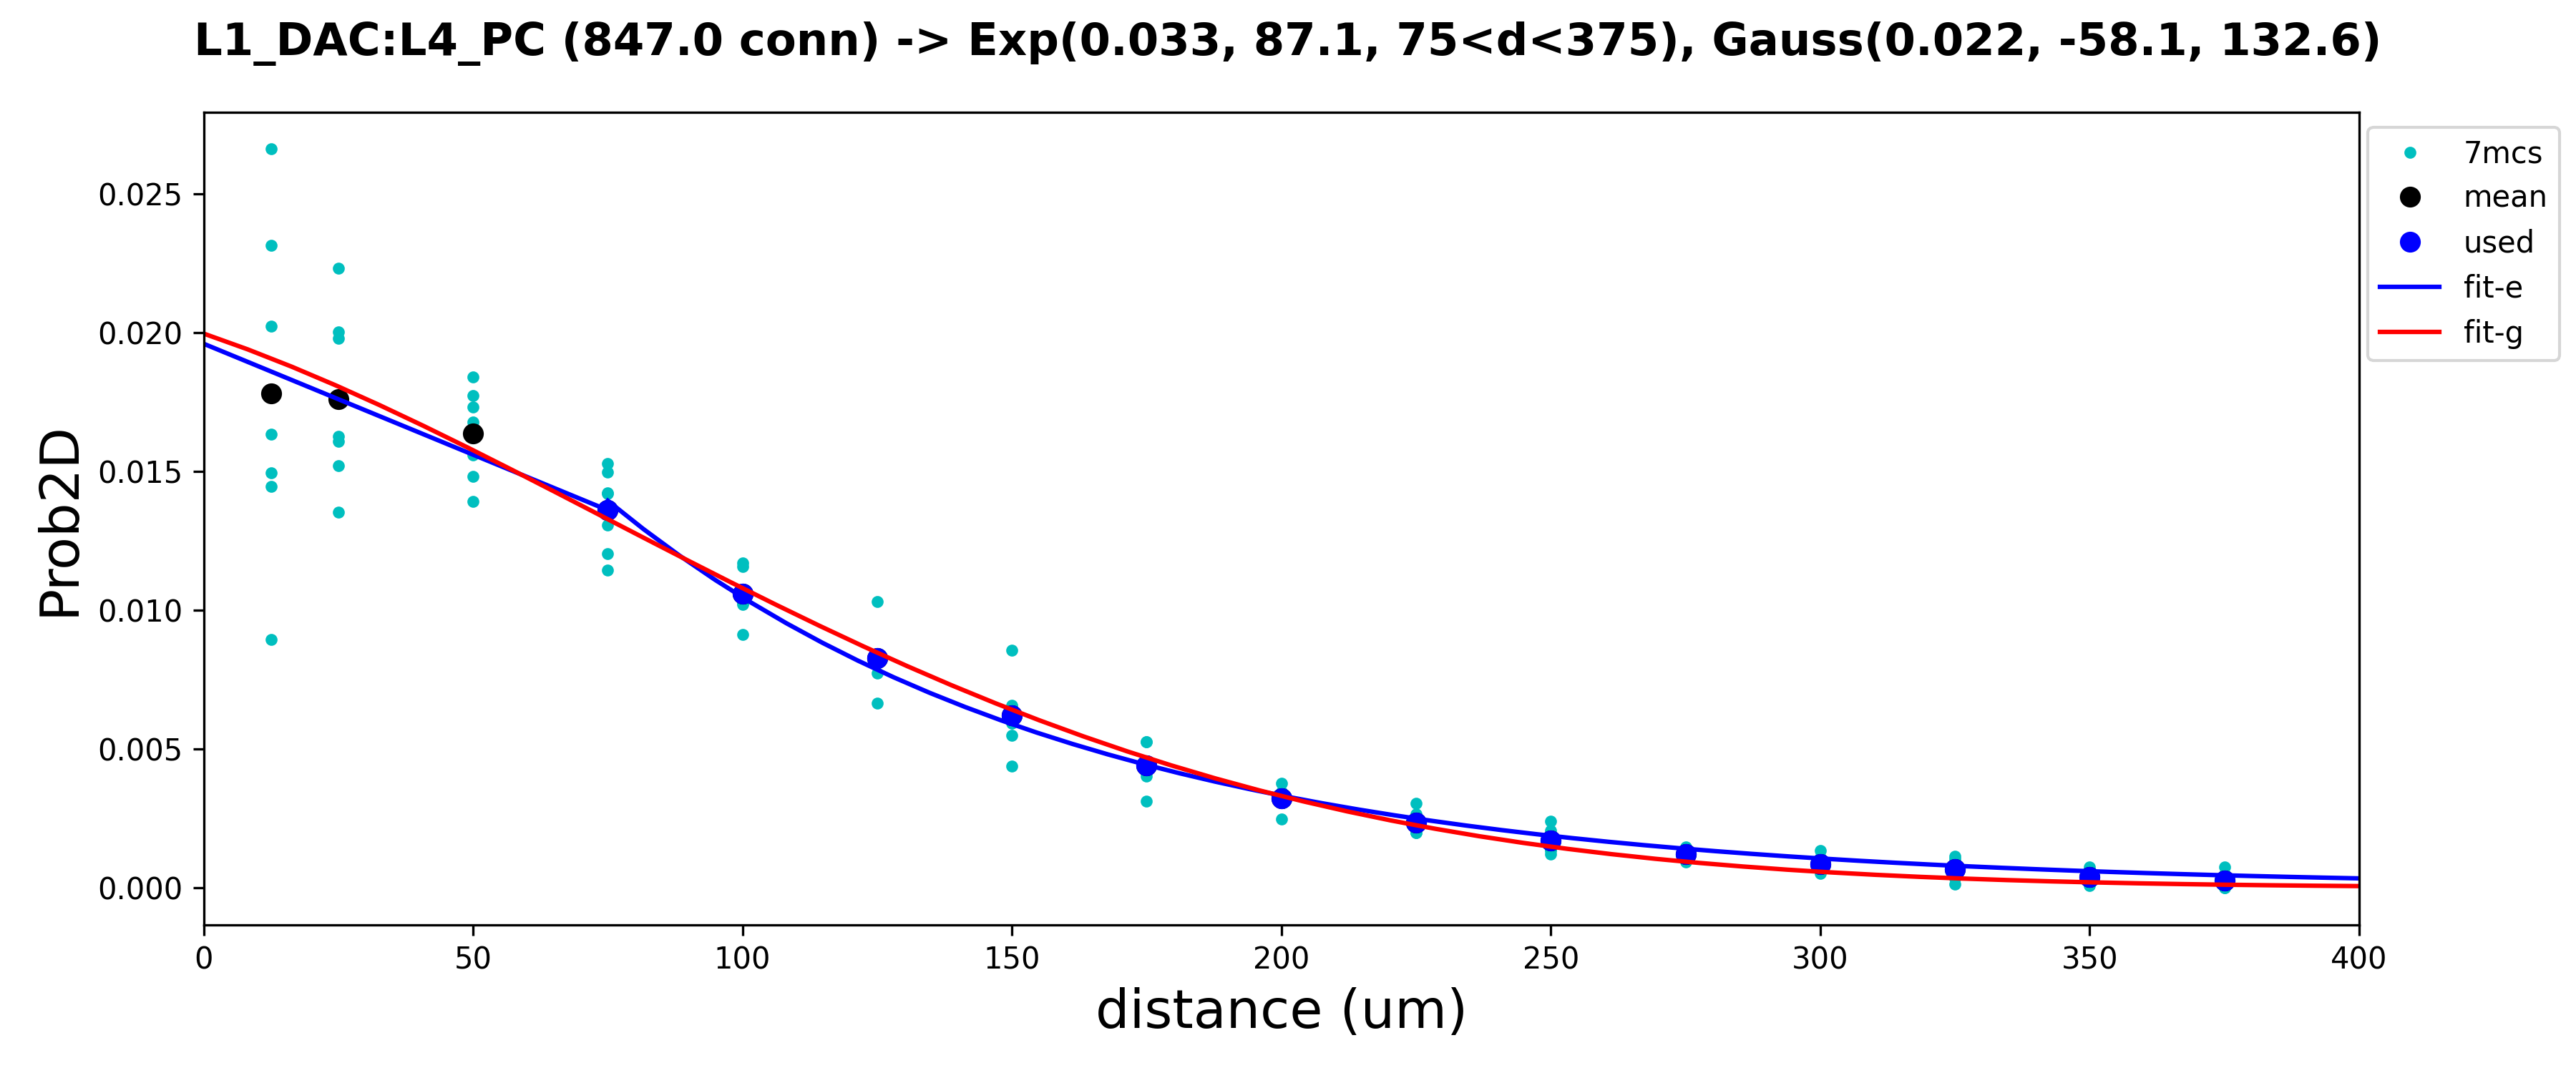 L1_DAC:L4_PC (847.0 conn) -> Exp(0.033, 87.1, 75<d<375), Gauss(0.022, -58.1, 132.6)
7mcs
mean
used
fit-e
fit-g
0.025
0.020
0.015
0.010
0.005
0.000
Prob2D
0 50 100 150 200 250 300 350 400
distance (um)